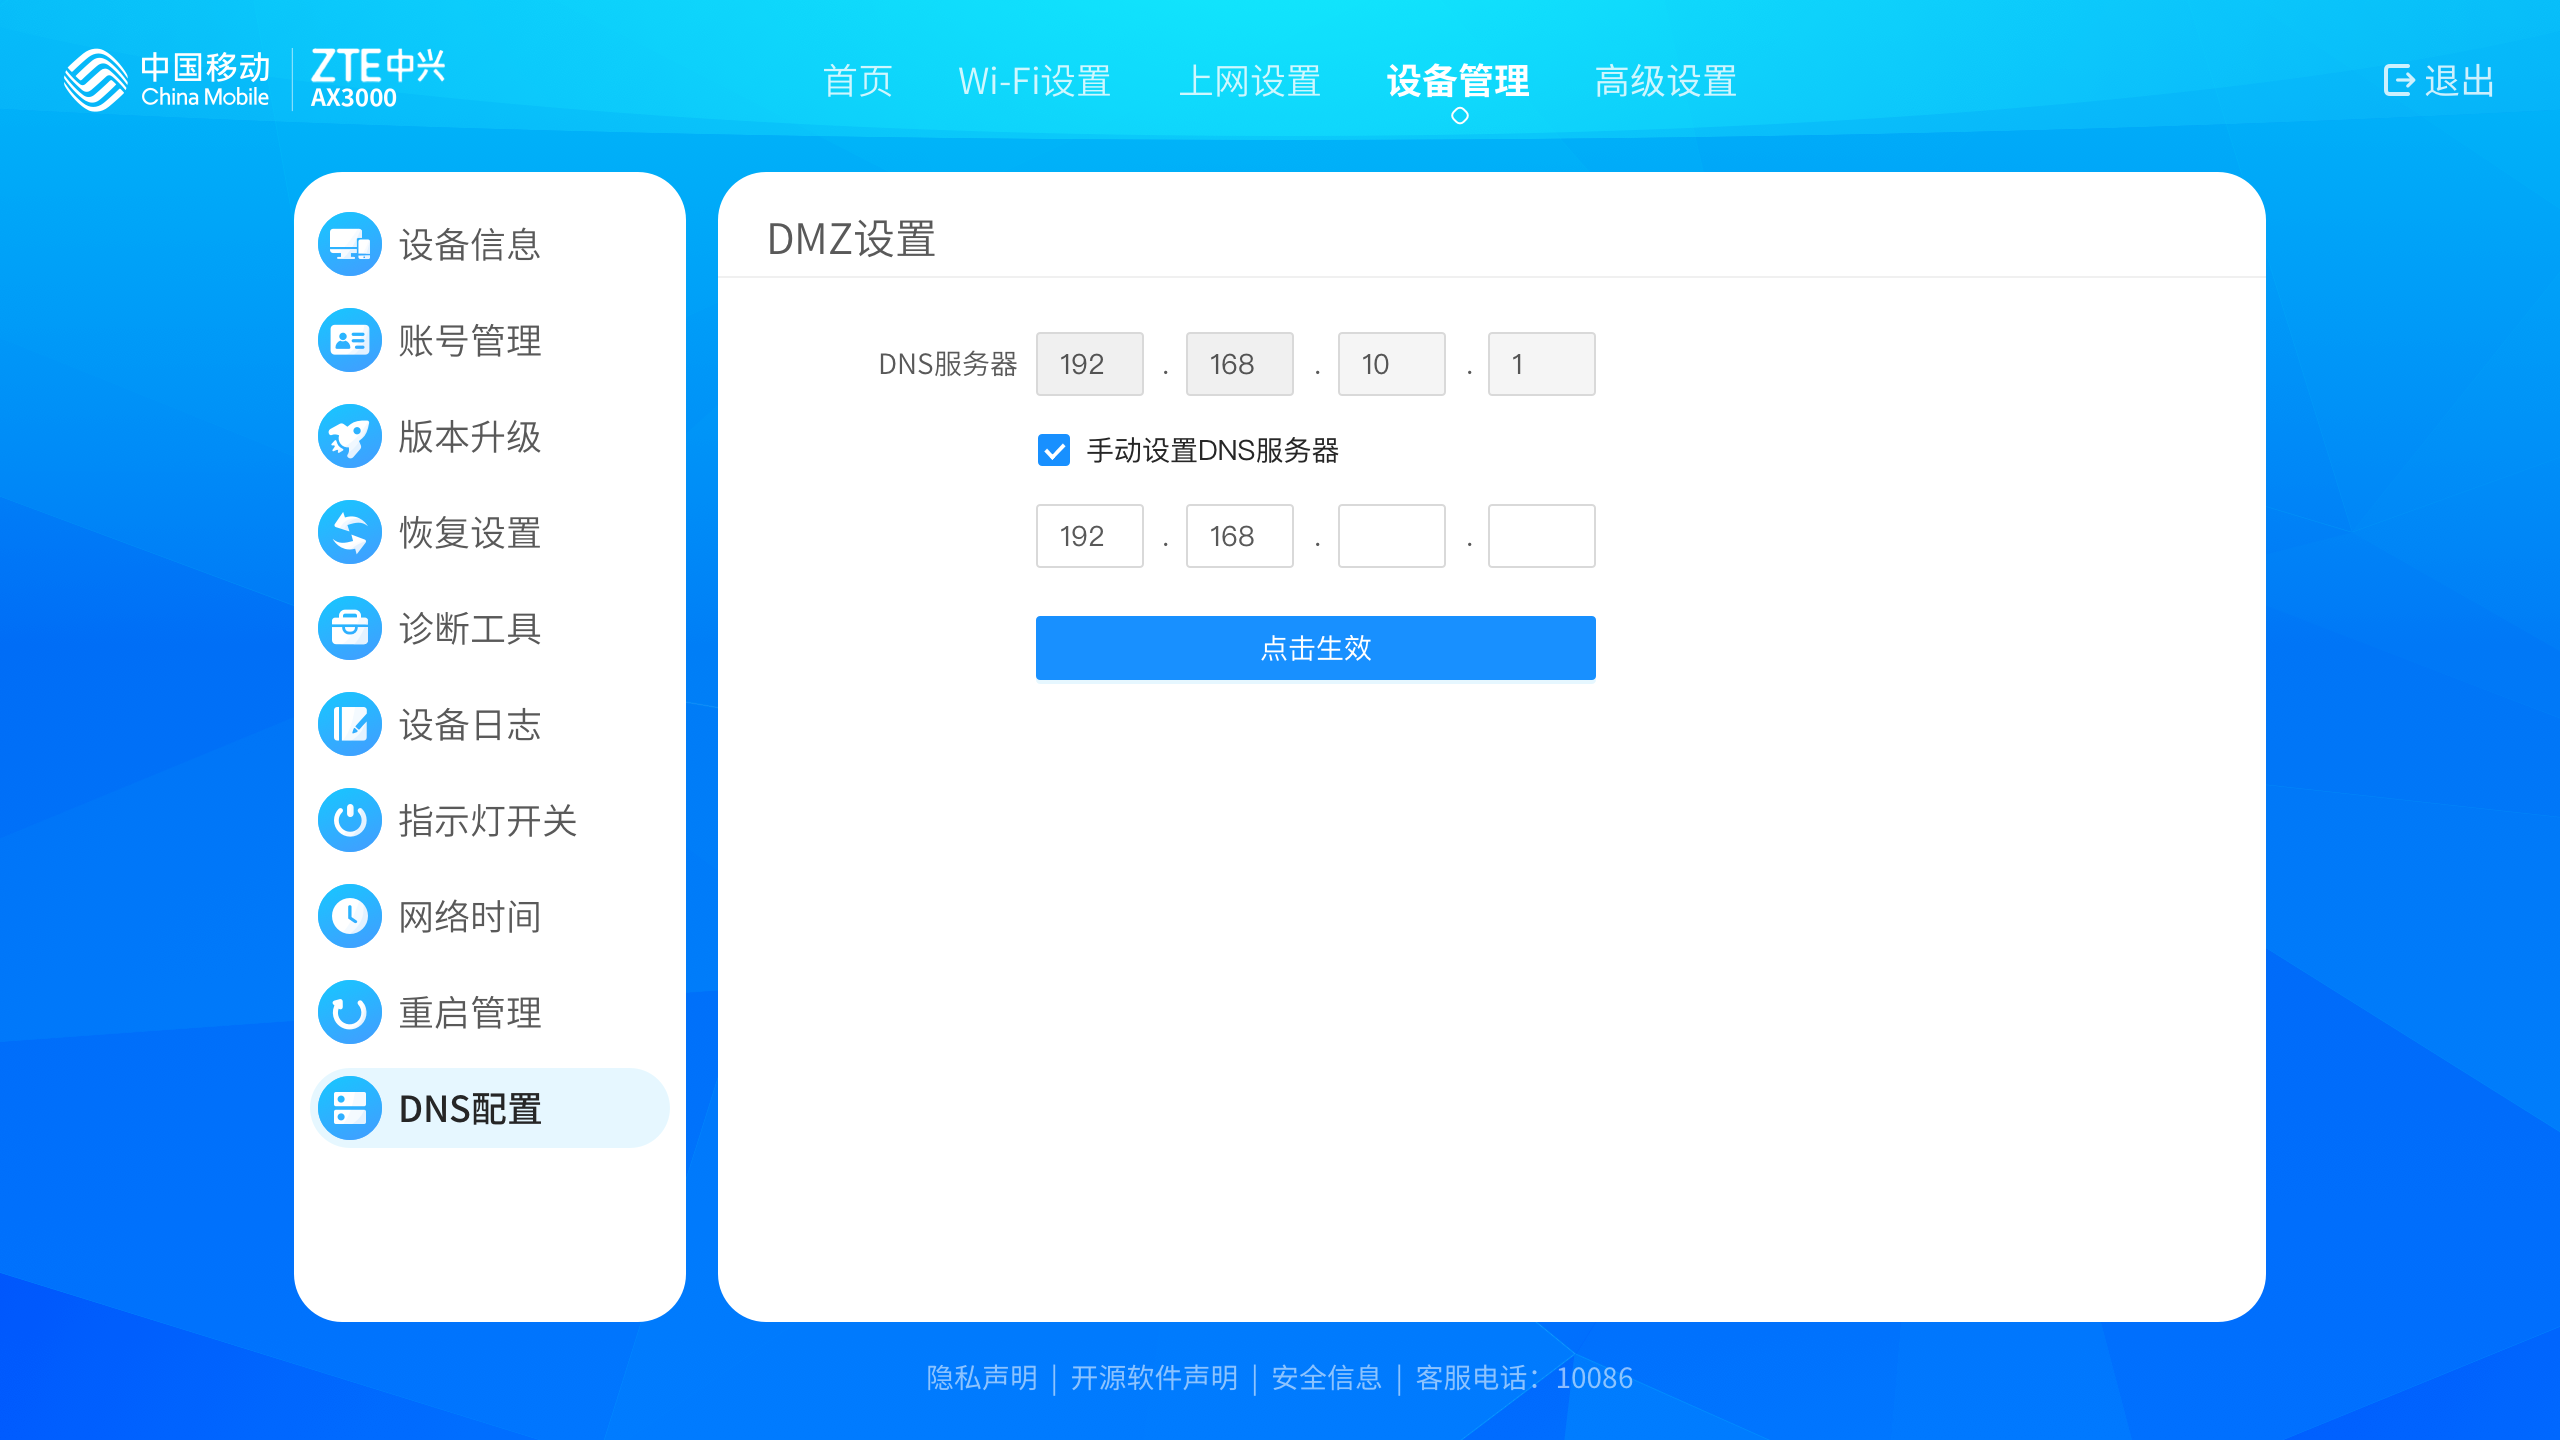 中国移动
China Mobile
ZTE中兴
AX3000
首页
Wi-Fi设置
上网设置
设备管理
高级设置
退出
设备信息
账号管理
版本升级
恢复设置
诊断工具
设备日志
指示灯开关
网络时间
重启管理
DNS配置
DMZ设置
DNS服务器 192 . 168 . 10 . 1
手动设置DNS服务器
192 . 168 . .
点击生效
隐私声明 | 开源软件声明 | 安全信息 | 客服电话：10086